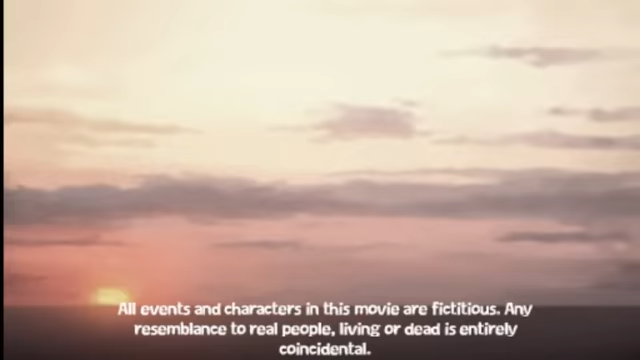 All events and characters in this movie are fictitious. Any
resemblance to real people, living or dead is entirely
coincidental.